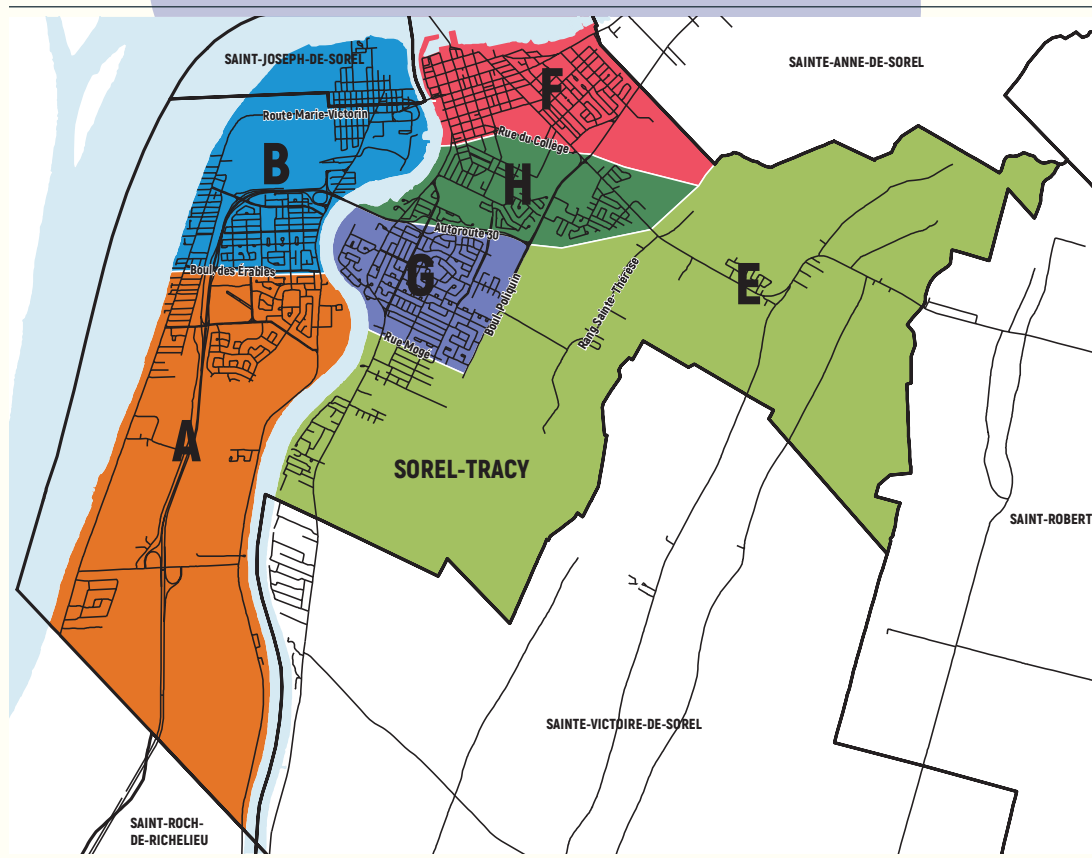 SAINT-JOSEPH-DE-SOREL
SAINTE-ANNE-DE-SOREL
F
Route Marie-Victorin
Rue du Collège
B
H
Autoroute 30
Boul. des Érables
G
E
Boul. Poliquin
Rang Sainte-Thérèse
Rue Mogé
A
SOREL-TRACY
SAINT-ROBERT
SAINTE-VICTOIRE-DE-SOREL
SAINT-ROCH-
DE-RICHELIEU